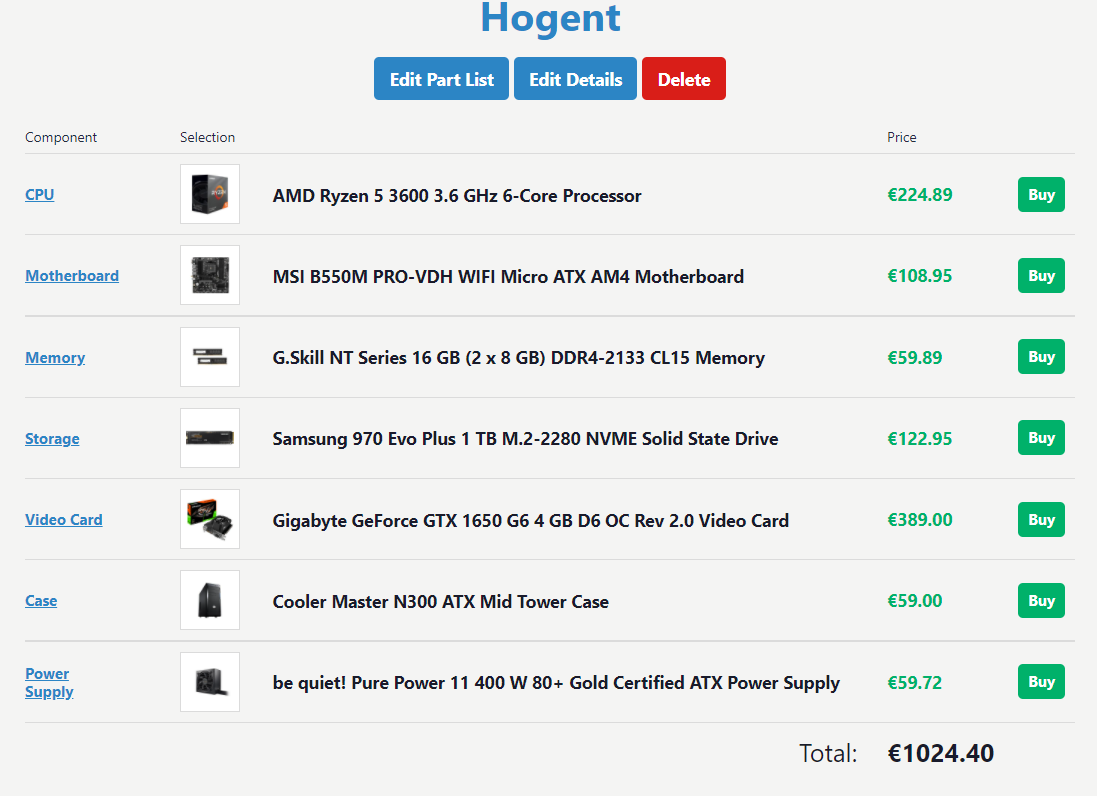 Hogent
Edit Part List Edit Details Delete
Component Selection Price
CPU AMD Ryzen 5 3600 3.6 GHz 6-Core Processor €224.89 Buy
Motherboard MSI B550M PRO-VDH WIFI Micro ATX AM4 Motherboard €108.95 Buy
Memory G.Skill NT Series 16 GB (2 x 8 GB) DDR4-2133 CL15 Memory €59.89 Buy
Storage Samsung 970 Evo Plus 1 TB M.2-2280 NVME Solid State Drive €122.95 Buy
Video Card Gigabyte GeForce GTX 1650 G6 4 GB D6 OC Rev 2.0 Video Card €389.00 Buy
Case Cooler Master N300 ATX Mid Tower Case €59.00 Buy
Power
Supply be quiet! Pure Power 11 400 W 80+ Gold Certified ATX Power Supply €59.72 Buy
Total: €1024.40